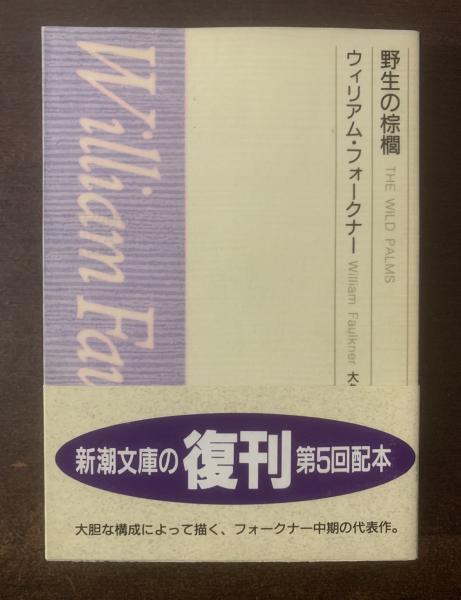 野生の棕櫚 THE WILD PALMS
ウィリアム・フォークナー William Faulkner 大
William Fau
新潮文庫の復刊第5回配本
大胆な構成によって描く、フォークナー中期の代表作。